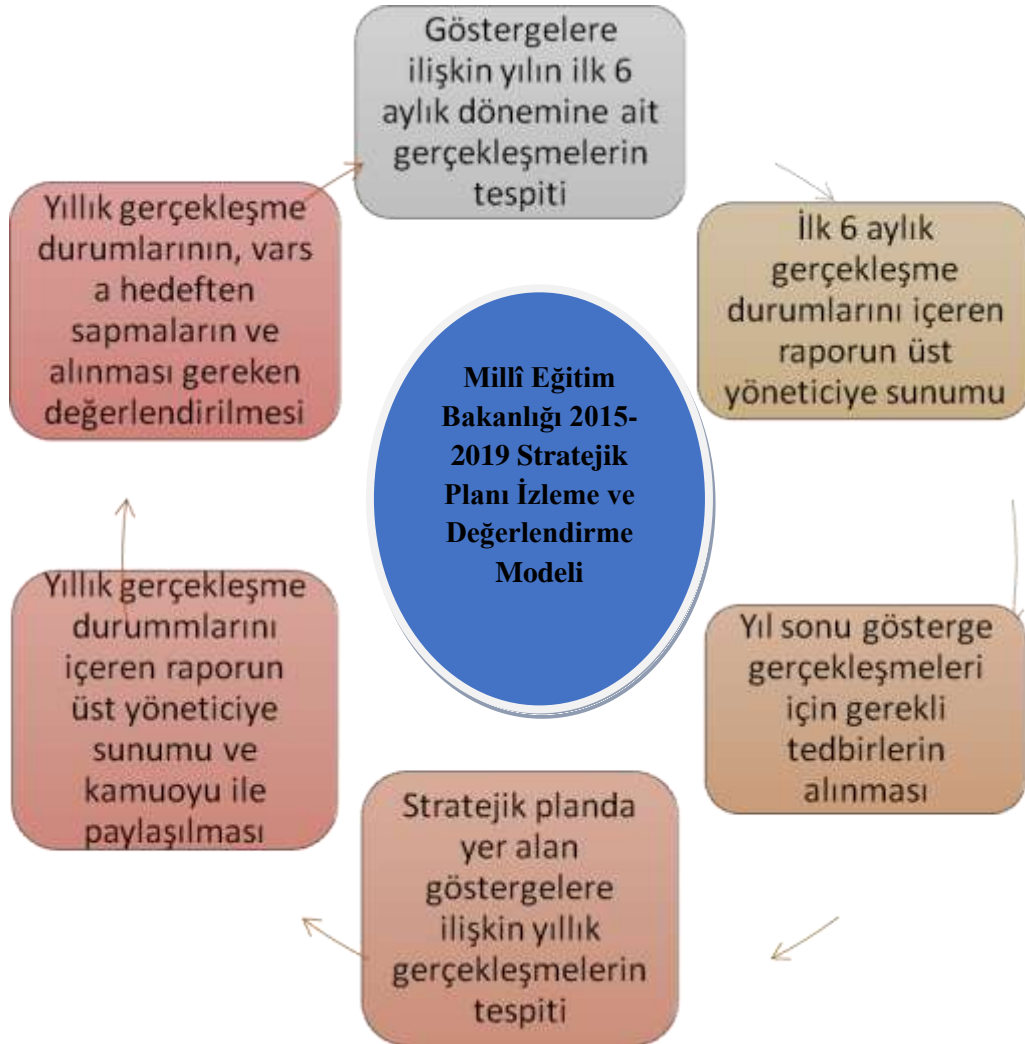 Göstergelere
ilişkin yılın ilk 6
aylık dönemine ait
gerçekleşmelerin
tespiti
İlk 6 aylık
gerçekleşme
durumlarını içeren
raporun üst
yöneticiye sunumu
Yıl sonu gösterge
gerçekleşmeleri
için gerekli
tedbirlerin
alınması
Stratejik planda
yer alan
göstergelere
ilişkin yıllık
gerçekleşmelerin
tespiti
Yıllık gerçekleşme
durummlarını
içeren raporun
üst yöneticiye
sunumu ve
kamuoyu ile
paylaşılması
Yıllık gerçekleşme
durumlarının, vars
a hedeften
sapmaların ve
alınması gereken
değerlendirilmesi
Millî Eğitim
Bakanlığı 2015-
2019 Stratejik
Planı İzleme ve
Değerlendirme
Modeli